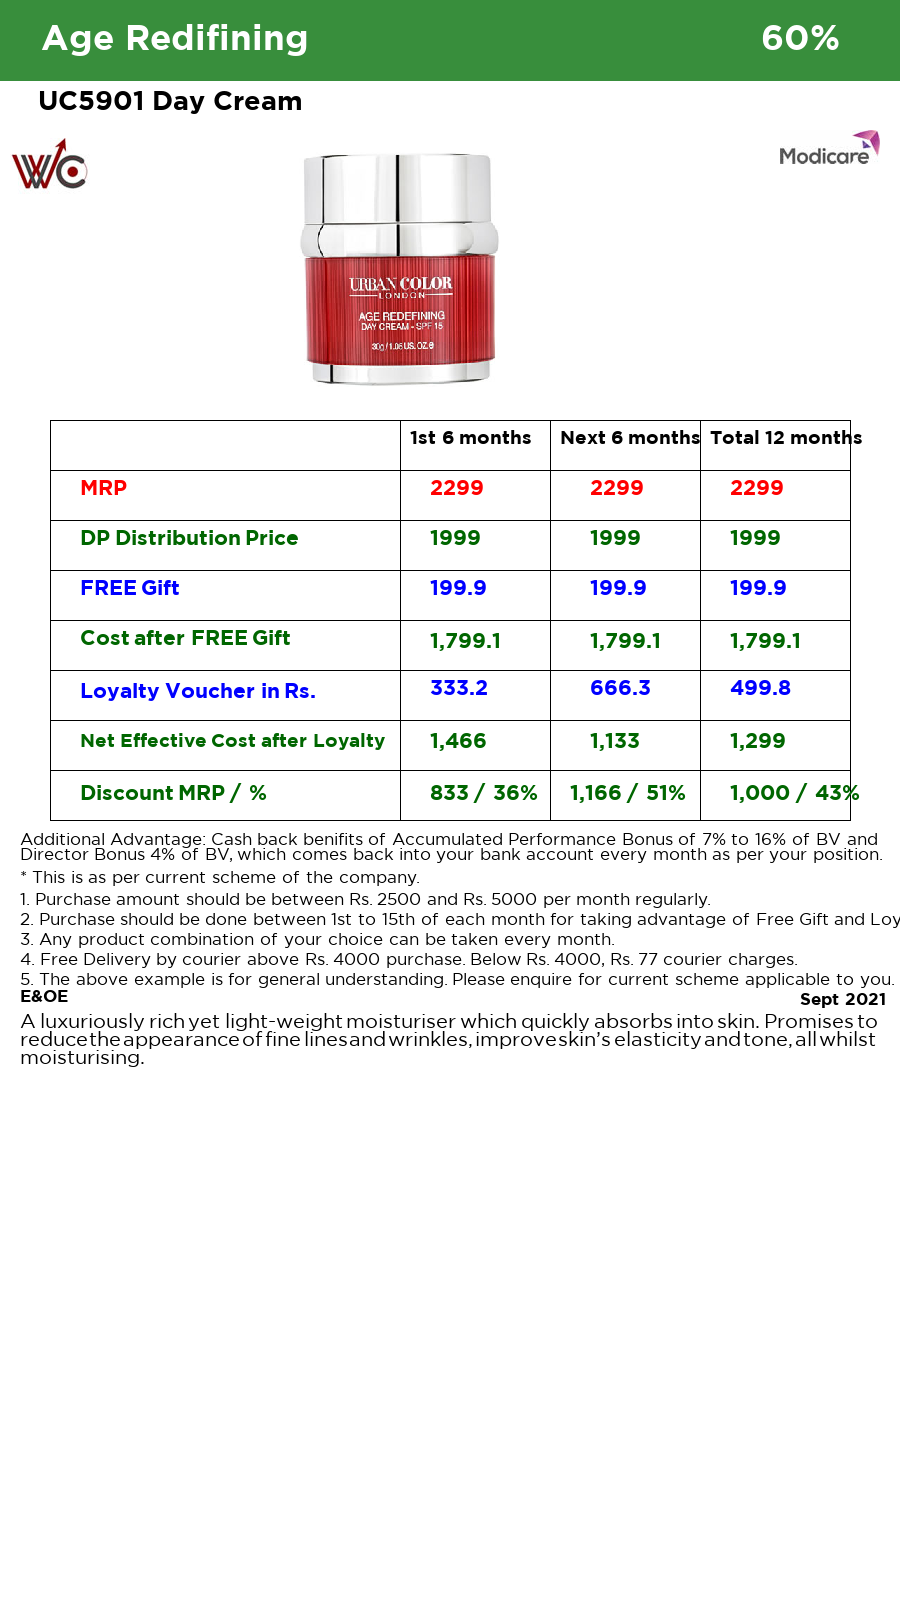 Age Redifining 60%
UC5901 Day Cream
WC
Modicare
URBAN COLOR
LONDON
AGE REDEFINING
DAY CREAM - SPF 15
30g / 1.06 US. OZ.e
1st 6 months Next 6 months Total 12 months
MRP 2299 2299 2299
DP Distribution Price 1999 1999 1999
FREE Gift 199.9 199.9 199.9
Cost after FREE Gift 1,799.1 1,799.1 1,799.1
Loyalty Voucher in Rs. 333.2 666.3 499.8
Net Effective Cost after Loyalty 1,466 1,133 1,299
Discount MRP / % 833 / 36% 1,166 / 51% 1,000 / 43%
Additional Advantage: Cash back benifits of Accumulated Performance Bonus of 7% to 16% of BV and
Director Bonus 4% of BV, which comes back into your bank account every month as per your position.
* This is as per current scheme of the company.
1. Purchase amount should be between Rs. 2500 and Rs. 5000 per month regularly.
2. Purchase should be done between 1st to 15th of each month for taking advantage of Free Gift and Loy
3. Any product combination of your choice can be taken every month.
4. Free Delivery by courier above Rs. 4000 purchase. Below Rs. 4000, Rs. 77 courier charges.
5. The above example is for general understanding. Please enquire for current scheme applicable to you.
E&OE
Sept 2021
A luxuriously rich yet light-weight moisturiser which quickly absorbs into skin. Promises to
reduce the appearance of fine lines and wrinkles, improve skin's elasticity and tone, all whilst
moisturising.